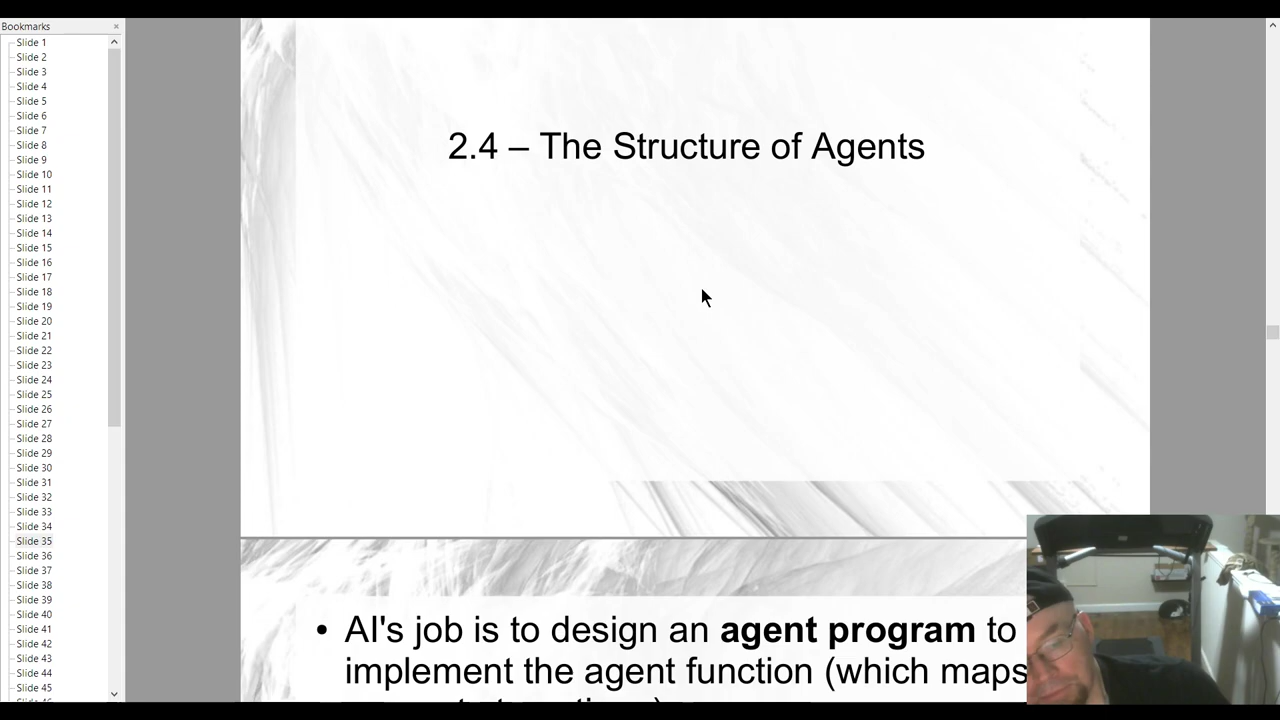 Bookmarks
Slide 1
Slide 2
Slide 3
Slide 4
Slide 5
Slide 6
Slide 7
Slide 8
Slide 9
Slide 10
Slide 11
Slide 12
Slide 13
Slide 14
Slide 15
Slide 16
Slide 17
Slide 18
Slide 19
Slide 20
Slide 21
Slide 22
Slide 23
Slide 24
Slide 25
Slide 26
Slide 27
Slide 28
Slide 29
Slide 30
Slide 31
Slide 32
Slide 33
Slide 34
Slide 35
Slide 36
Slide 37
Slide 38
Slide 39
Slide 40
Slide 41
Slide 42
Slide 43
Slide 44
Slide 45
2.4 – The Structure of Agents
• AI's job is to design an agent program to
implement the agent function (which maps